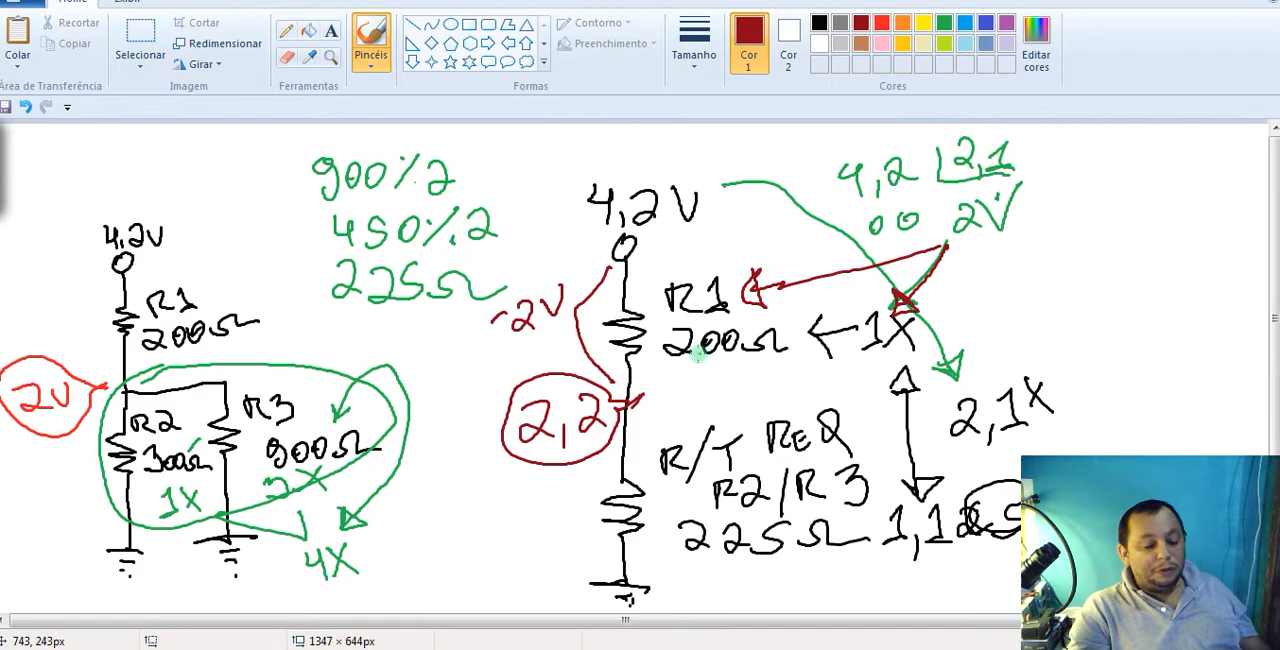 Home
Exibir
Colar
Recortar
Copiar
Área de Transferência
Selecionar
Cortar
Redimensionar
Girar
Imagem
A
Ferramentas
Pincéis
Contorno
Preenchimento
Formas
Tamanho
Cor
1
Cor
2
Cores
Editar
cores
900٪2
450٪2
225Ω
4,2V
R1
200Ω
2V
R2
300Ω
1X
R3
900Ω
3X
4X
4,2V
4,2 2,1
00 2V
-2V
R1
200Ω ← 1X
2,2
2,1X
R/T REQ
R2/R3
225Ω 1,1
743, 243px
1347 × 644px